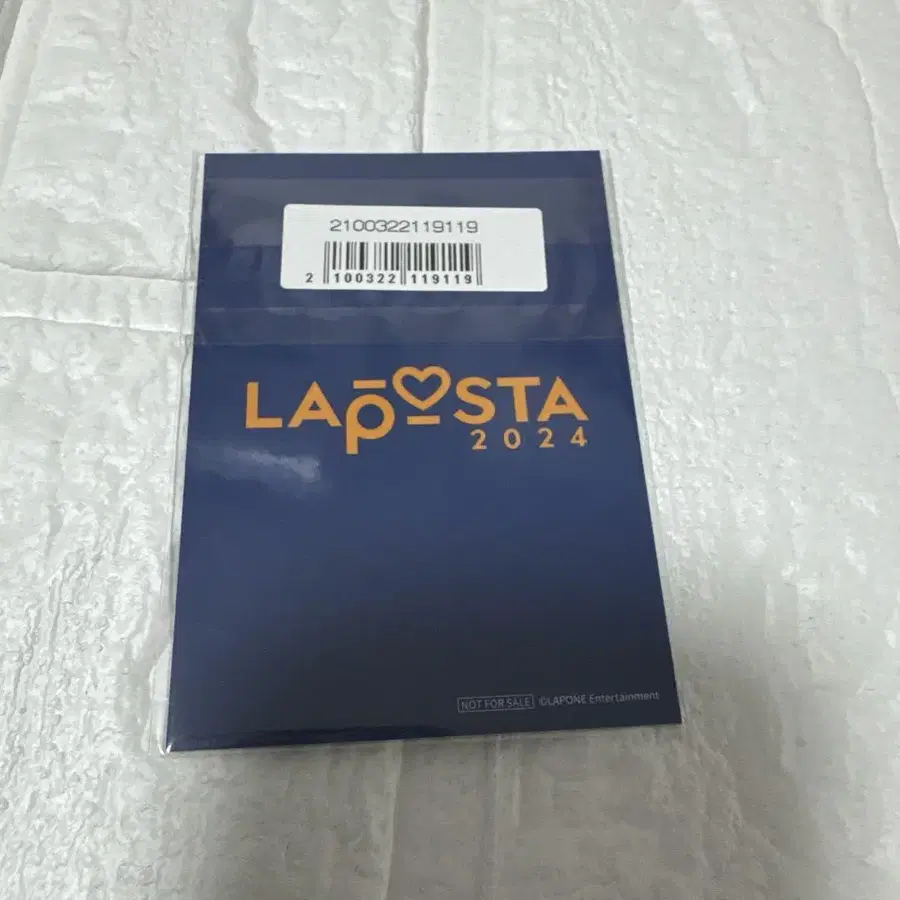 2100322119119
2 100322 119119
LAPOSTA
2024
NOT FOR SALE ©LAPONE Entertainment